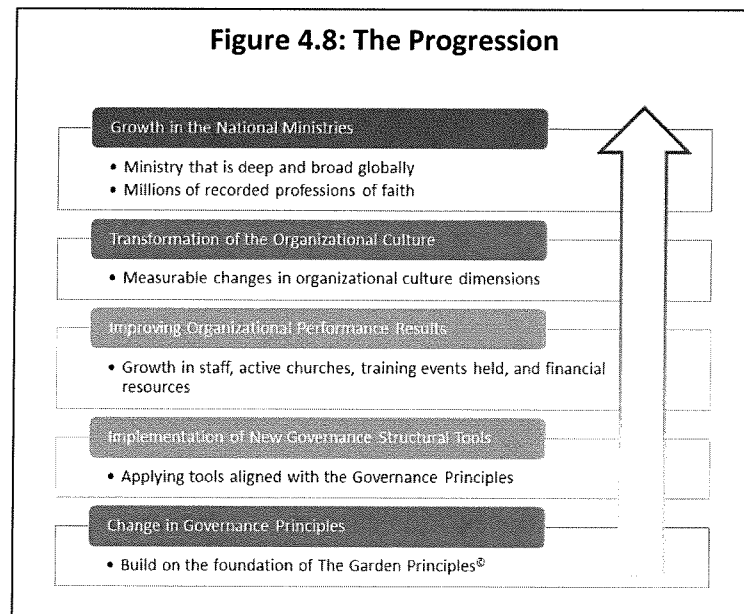 Figure 4.8: The Progression
Growth in the National Ministries
• Ministry that is deep and broad globally
• Millions of recorded professions of faith
Transformation of the Organizational Culture
• Measurable changes in organizational culture dimensions
Improving Organizational Performance Results
• Growth in staff, active churches, training events held, and financial
resources
Implementation of New Governance Structural Tools
• Applying tools aligned with the Governance Principles
Change in Governance Principles
• Build on the foundation of The Garden Principles©